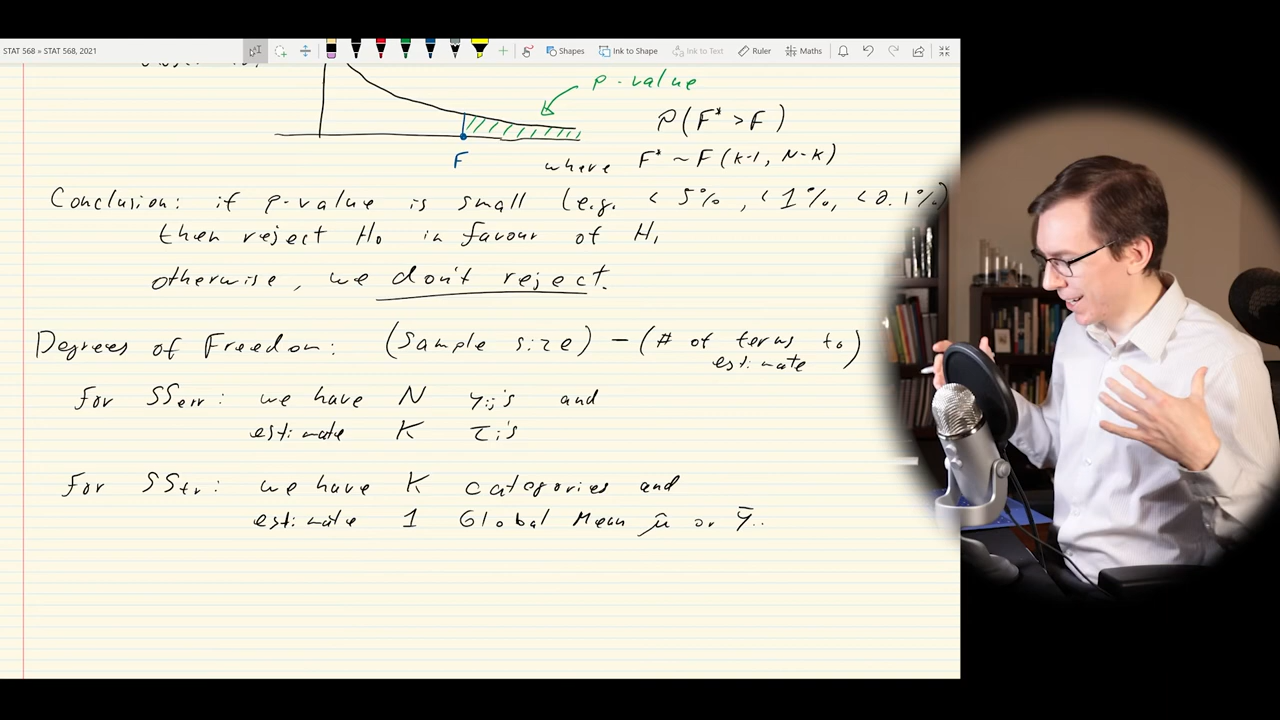 STAT 568 » STAT 568, 2021
Shapes
Ink to Shape
Ink to Text
Ruler
Maths
p-value
P(F* > F)
F
where F* ~ F(K-1, N-K)
Conclusion: if p-value is small (e.g. < 5%, < 1%, < 0.1%)
then reject H₀ in favour of H₁
otherwise, we don't reject.
Degrees of Freedom: (Sample size) − (# of terms to
estimate)
For SSerr: we have N yij's and
estimate K τi's
For SStr: we have K categories and
estimate 1 Global Mean μ̂ or ȳ..